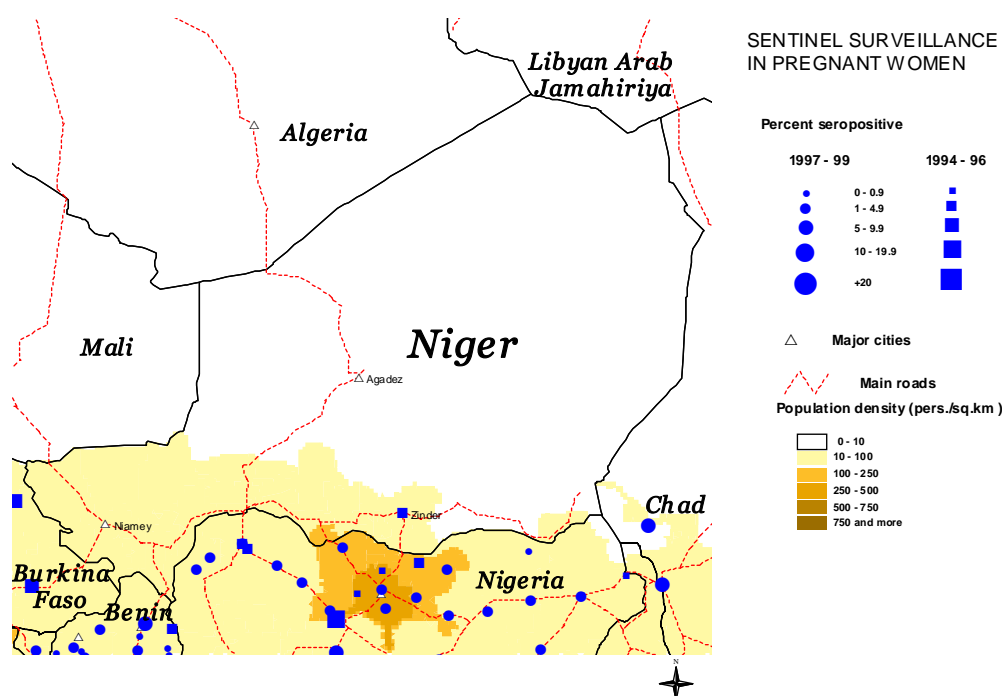 SENTINEL SURVEILLANCE
IN PREGNANT WOMEN
Percent seropositive
1997 - 99
1994 - 96
0 - 0.9
1 - 4.9
5 - 9.9
10 - 19.9
+20
Major cities
Main roads
Population density (pers./sq.km )
0 - 10
10 - 100
100 - 250
250 - 500
500 - 750
750 and more
Libyan Arab
Jamahiriya
Algeria
Mali
Niger
Agadez
Chad
Zinder
Niamey
Burkina
Faso
Benin
Nigeria
N